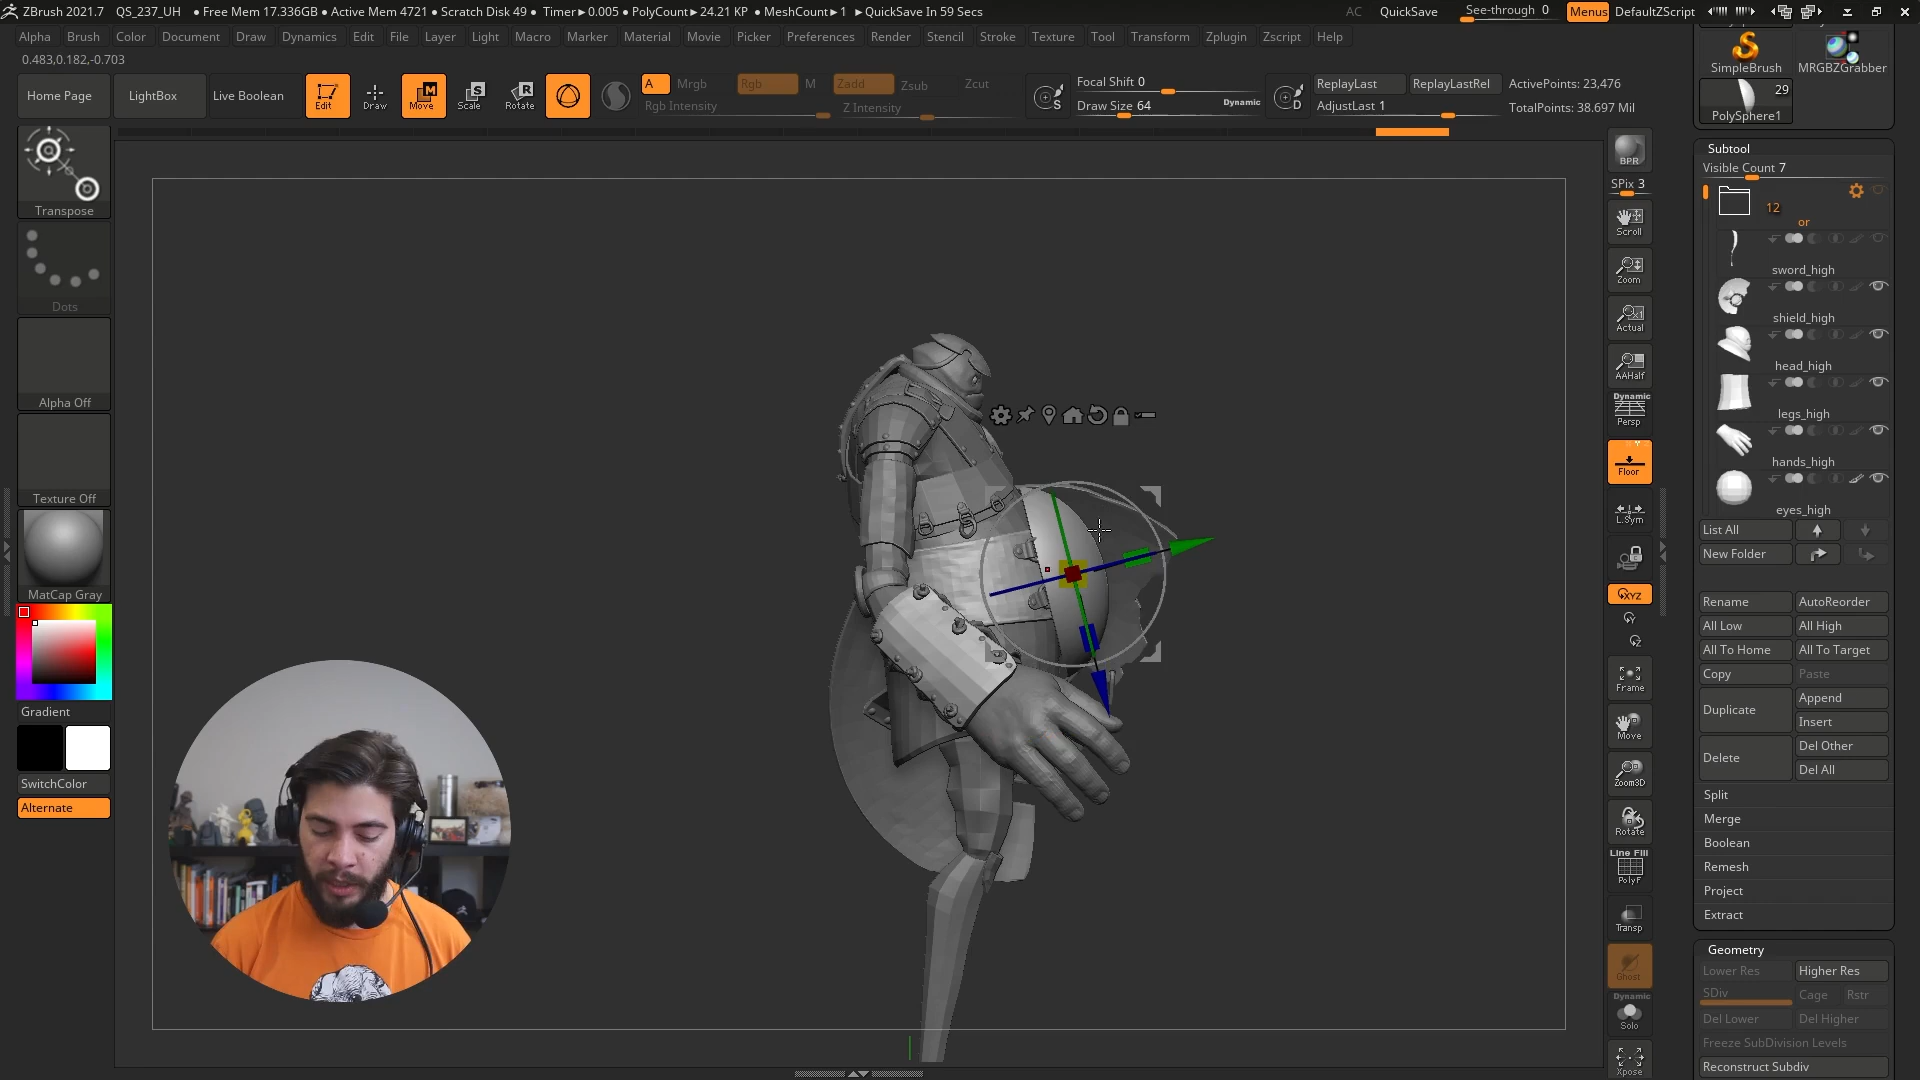 ZBrush 2021.7 QS_237_UH ● Free Mem 17.336GB ● Active Mem 4721 ● Scratch Disk 49 ● Timer►0.005 ● PolyCount►24.21 KP ● MeshCount►1 ►QuickSave In 59 Secs AC QuickSave See-through 0 Menus DefaultZScript
Alpha Brush Color Document Draw Dynamics Edit File Layer Light Macro Marker Material Movie Picker Preferences Render Stencil Stroke Texture Tool Transform Zplugin Zscript Help
0.483,0.182,-0.703
Home Page LightBox Live Boolean Edit Draw Move Scale Rotate
A Mrgb Rgb M Zadd Zsub Zcut
Rgb Intensity Z Intensity
Focal Shift 0
Draw Size 64 Dynamic
S
D
ReplayLast ReplayLastRel ActivePoints: 23,476
AdjustLast 1 TotalPoints: 38.697 Mil
Transpose
Dots
Alpha Off
Texture Off
MatCap Gray
Gradient
SwitchColor
Alternate
BPR
SPix 3
Scroll
Zoom
Actual
AAHalf
Dynamic
Persp
Floor
L.Sym
XYZ
Y
Z
Frame
Move
Zoom3D
Rotate
Line Fill
PolyF
Transp
Ghost
Dynamic
Solo
Xpose
SimpleBrush MRGBZGrabber
29
PolySphere1
Subtool
Visible Count 7
12
or
sword_high
shield_high
head_high
legs_high
hands_high
eyes_high
List All
New Folder
Rename AutoReorder
All Low All High
All To Home All To Target
Copy Paste
Duplicate Append
Insert
Delete Del Other
Del All
Split
Merge
Boolean
Remesh
Project
Extract
Geometry
Lower Res Higher Res
SDiv Cage Rstr
Del Lower Del Higher
Freeze SubDivision Levels
Reconstruct Subdiv